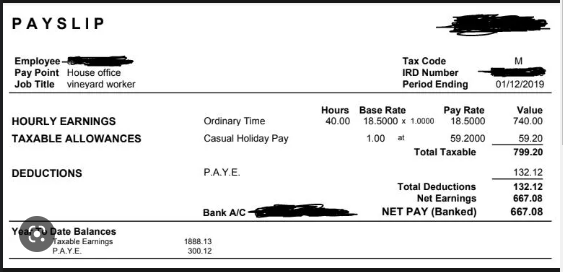 PAYSLIP
Employee
Tax Code M
Pay Point House office
IRD Number
Job Title vineyard worker
Period Ending 01/12/2019
Hours Base Rate Pay Rate Value
HOURLY EARNINGS Ordinary Time 40.00 18.5000 x 1.0000 18.5000 740.00
TAXABLE ALLOWANCES Casual Holiday Pay 1.00 at 59.2000 59.20
Total Taxable 799.20
DEDUCTIONS P.A.Y.E. 132.12
Total Deductions 132.12
Net Earnings 667.08
Bank A/C NET PAY (Banked) 667.08
Year To Date Balances
Taxable Earnings 1888.13
P.A.Y.E. 300.12